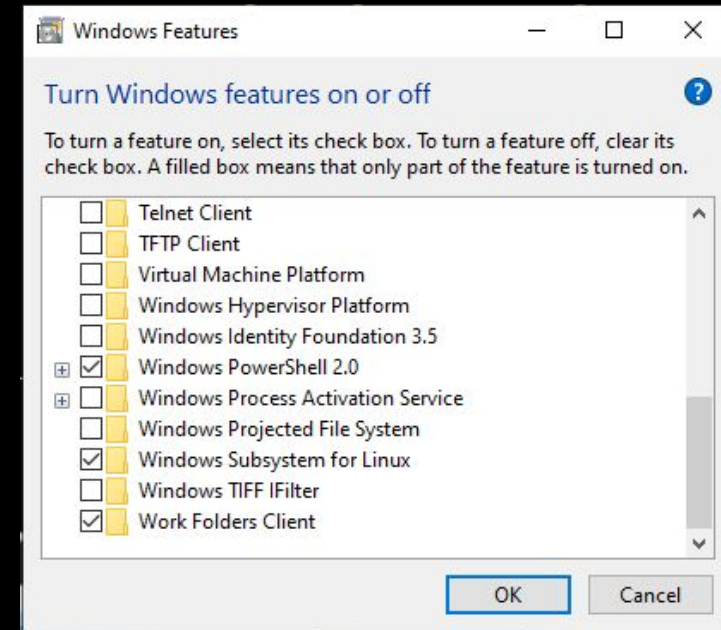 Windows Features
Turn Windows features on or off
To turn a feature on, select its check box. To turn a feature off, clear its
check box. A filled box means that only part of the feature is turned on.
Telnet Client
TFTP Client
Virtual Machine Platform
Windows Hypervisor Platform
Windows Identity Foundation 3.5
Windows PowerShell 2.0
Windows Process Activation Service
Windows Projected File System
Windows Subsystem for Linux
Windows TIFF IFilter
Work Folders Client
OK Cancel